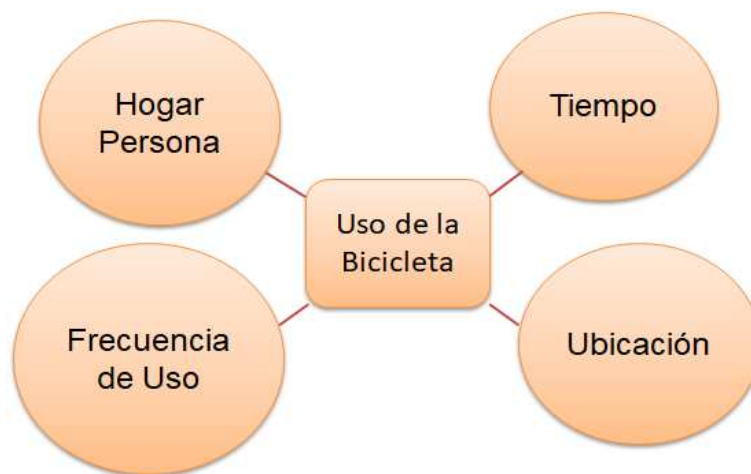 Hogar
Persona
Tiempo
Uso de la
Bicicleta
Frecuencia
de Uso
Ubicación